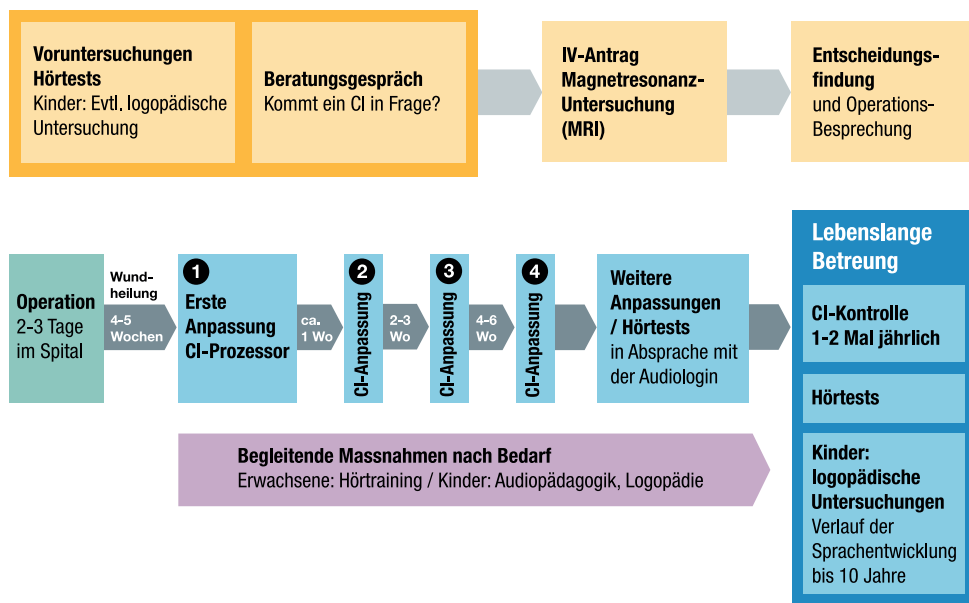 Voruntersuchungen
Hörtests
Kinder: Evtl. logopädische
Untersuchung
Beratungsgespräch
Kommt ein CI in Frage?
IV-Antrag
Magnetresonanz-
Untersuchung
(MRI)
Entscheidungs-
findung
und Operations-
Besprechung
Operation
2-3 Tage
im Spital
Wund-
heilung
4–5
Wochen
1
Erste
Anpassung
CI-Prozessor
ca.
1 Wo
2
CI-Anpassung
2–3
Wo
3
CI-Anpassung
4–6
Wo
4
CI-Anpassung
Weitere
Anpassungen
/ Hörtests
in Absprache mit
der Audiologin
Begleitende Massnahmen nach Bedarf
Erwachsene: Hörtraining / Kinder: Audiopädagogik, Logopädie
Lebenslange
Betreung
CI-Kontrolle
1-2 Mal jährlich
Hörtests
Kinder:
logopädische
Untersuchungen
Verlauf der
Sprachentwicklung
bis 10 Jahre